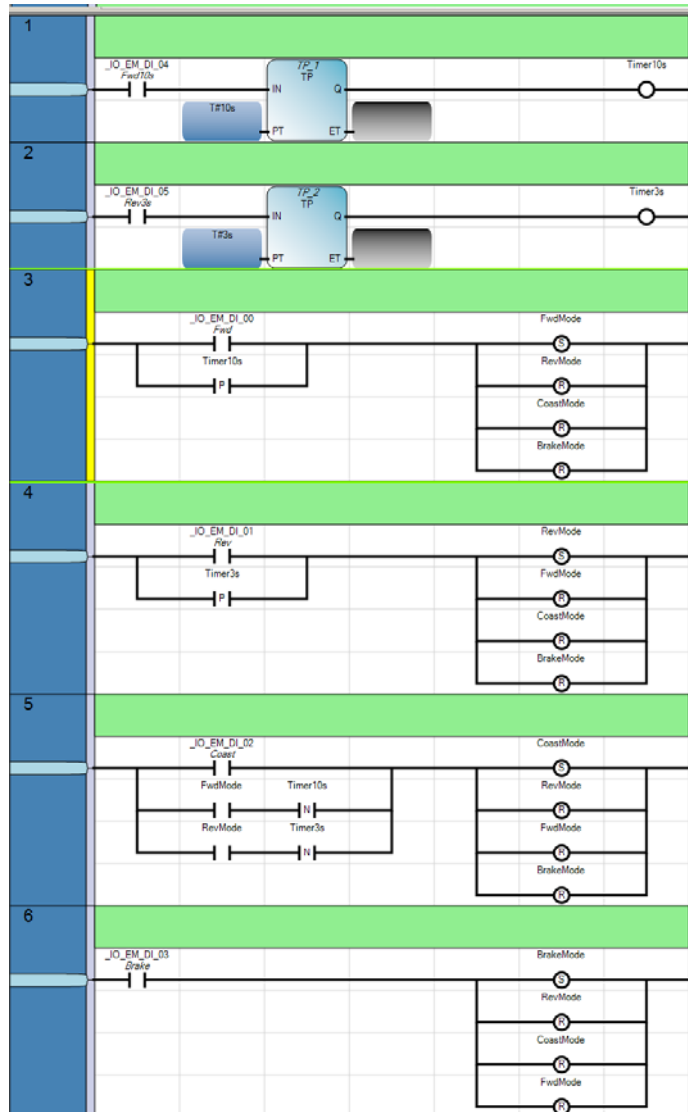 1
_IO_EM_DI_04
Fwd10s
TP_1
TP
Timer10s
IN
Q
T#10s
PT
ET
2
_IO_EM_DI_05
Rev3s
TP_2
TP
Timer3s
IN
Q
T#3s
PT
ET
3
_IO_EM_DI_00
Fwd
FwdMode
S
Timer10s
RevMode
P
R
CoastMode
R
BrakeMode
R
4
_IO_EM_DI_01
Rev
RevMode
S
Timer3s
FwdMode
P
R
CoastMode
R
BrakeMode
R
5
_IO_EM_DI_02
Coast
CoastMode
S
FwdMode
Timer10s
RevMode
N
R
RevMode
Timer3s
FwdMode
N
R
BrakeMode
R
6
_IO_EM_DI_03
Brake
BrakeMode
S
RevMode
R
CoastMode
R
FwdMode
R